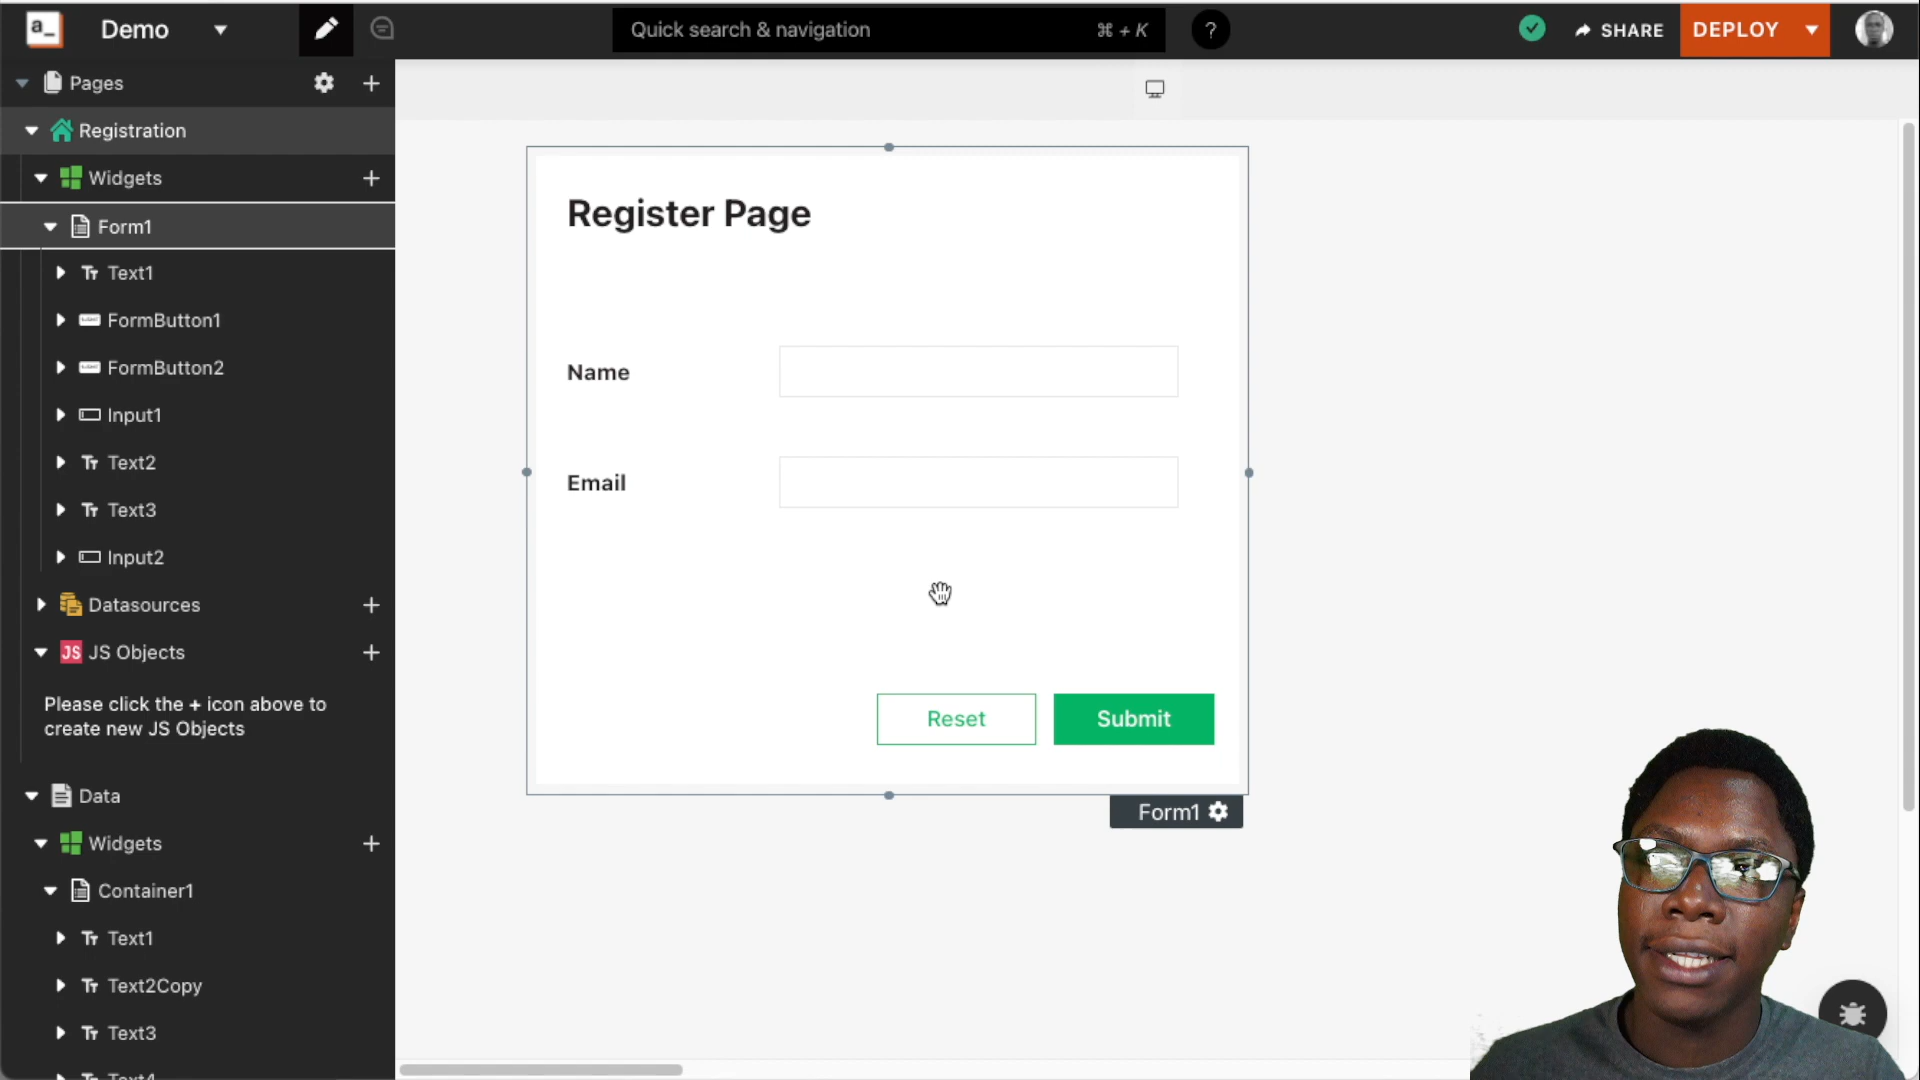 a_
Demo
Quick search & navigation
⌘ + K
?
SHARE
DEPLOY
Pages
Registration
Widgets
Form1
Text1
FormButton1
FormButton2
Input1
Text2
Text3
Input2
Datasources
JS JS Objects
Please click the + icon above to
create new JS Objects
Data
Widgets
Container1
Text1
Text2Copy
Text3
Register Page
Name
Email
Reset
Submit
Form1